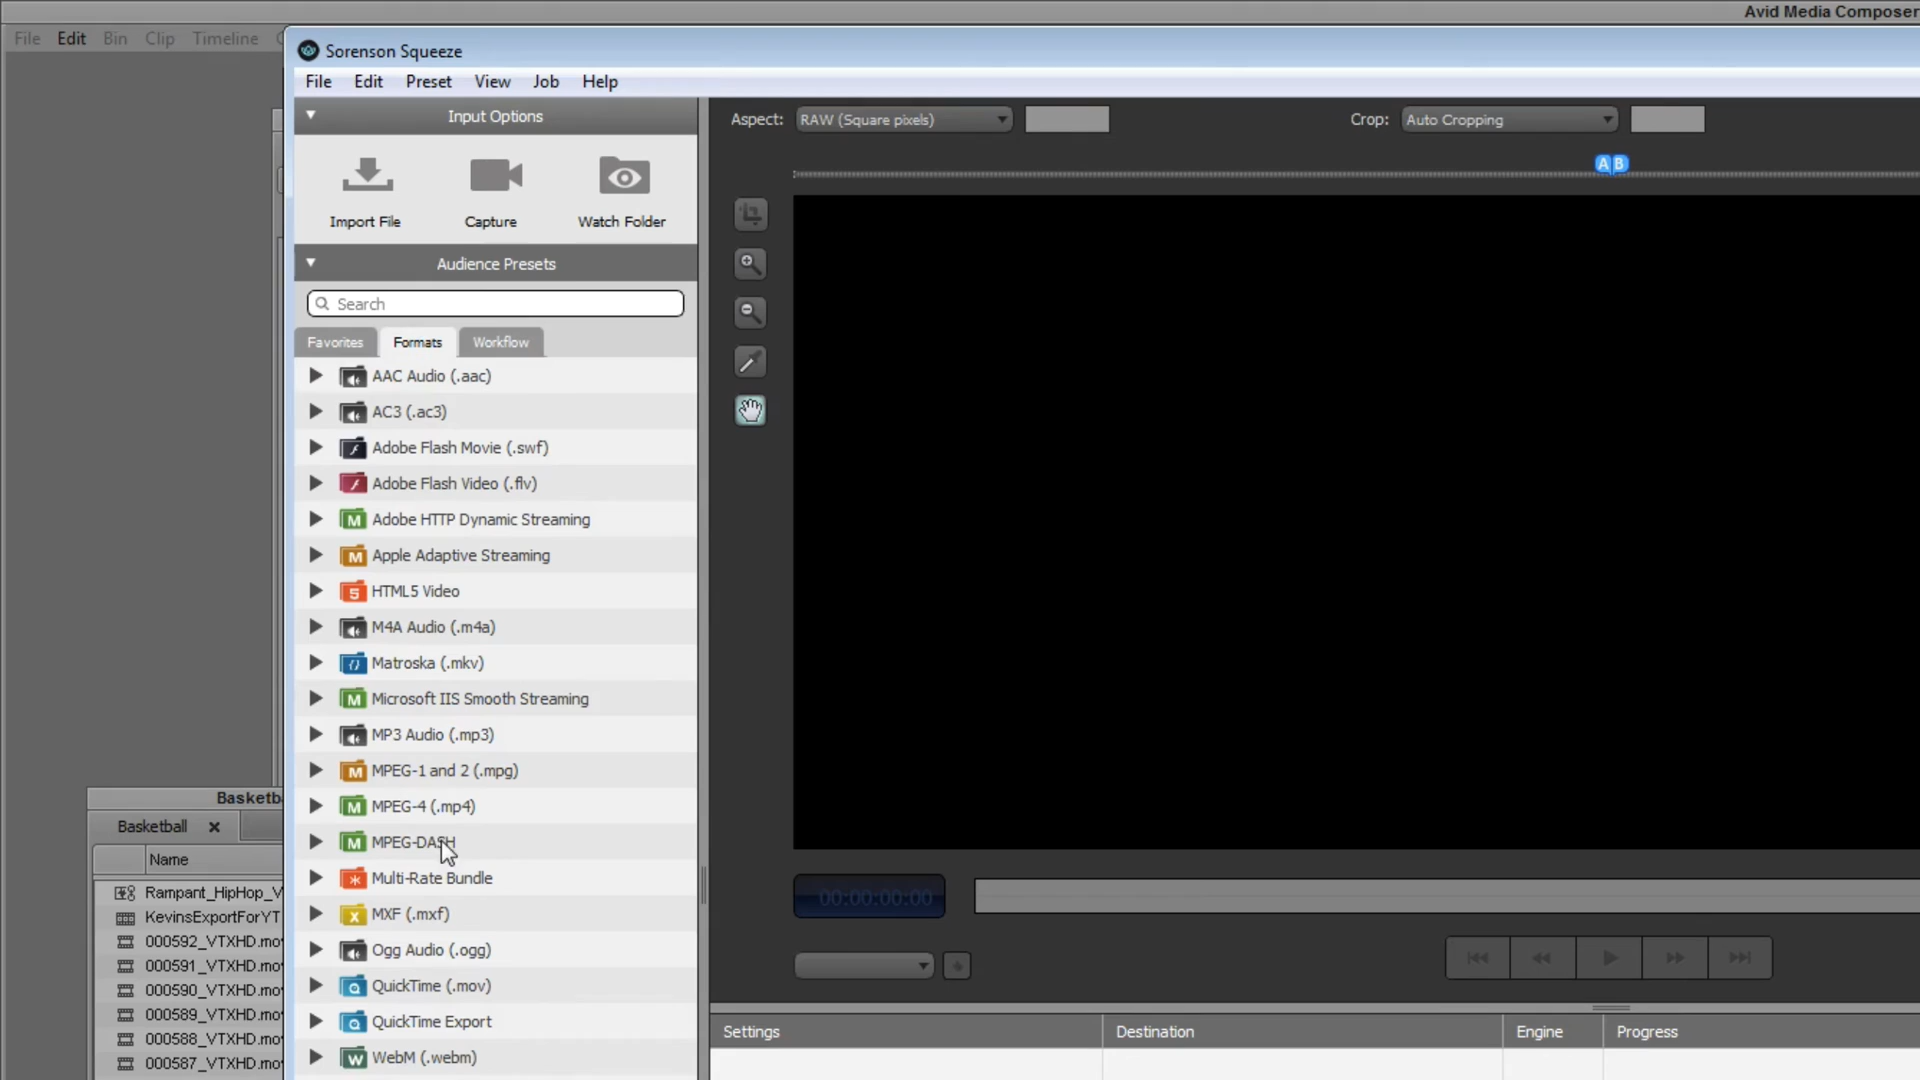 Avid Media Composer
File Edit Bin Clip Timeline
Sorenson Squeeze
File Edit Preset View Job Help
Input Options
Import File Capture Watch Folder
Audience Presets
Search
Favorites Formats Workflow
AAC Audio (.aac)
AC3 (.ac3)
Adobe Flash Movie (.swf)
Adobe Flash Video (.flv)
Adobe HTTP Dynamic Streaming
Apple Adaptive Streaming
HTML5 Video
M4A Audio (.m4a)
Matroska (.mkv)
Microsoft IIS Smooth Streaming
MP3 Audio (.mp3)
MPEG-1 and 2 (.mpg)
MPEG-4 (.mp4)
MPEG-DASH
Multi-Rate Bundle
MXF (.mxf)
Ogg Audio (.ogg)
QuickTime (.mov)
QuickTime Export
WebM (.webm)
Aspect: RAW (Square pixels) Crop: Auto Cropping
A B
00:00:00:00
Settings Destination Engine Progress
Basketb
Basketball
Name
Rampant_HipHop_V
KevinsExportForYT
000592_VTXHD.mo
000591_VTXHD.mo
000590_VTXHD.mo
000589_VTXHD.mo
000588_VTXHD.mo
000587_VTXHD.mo